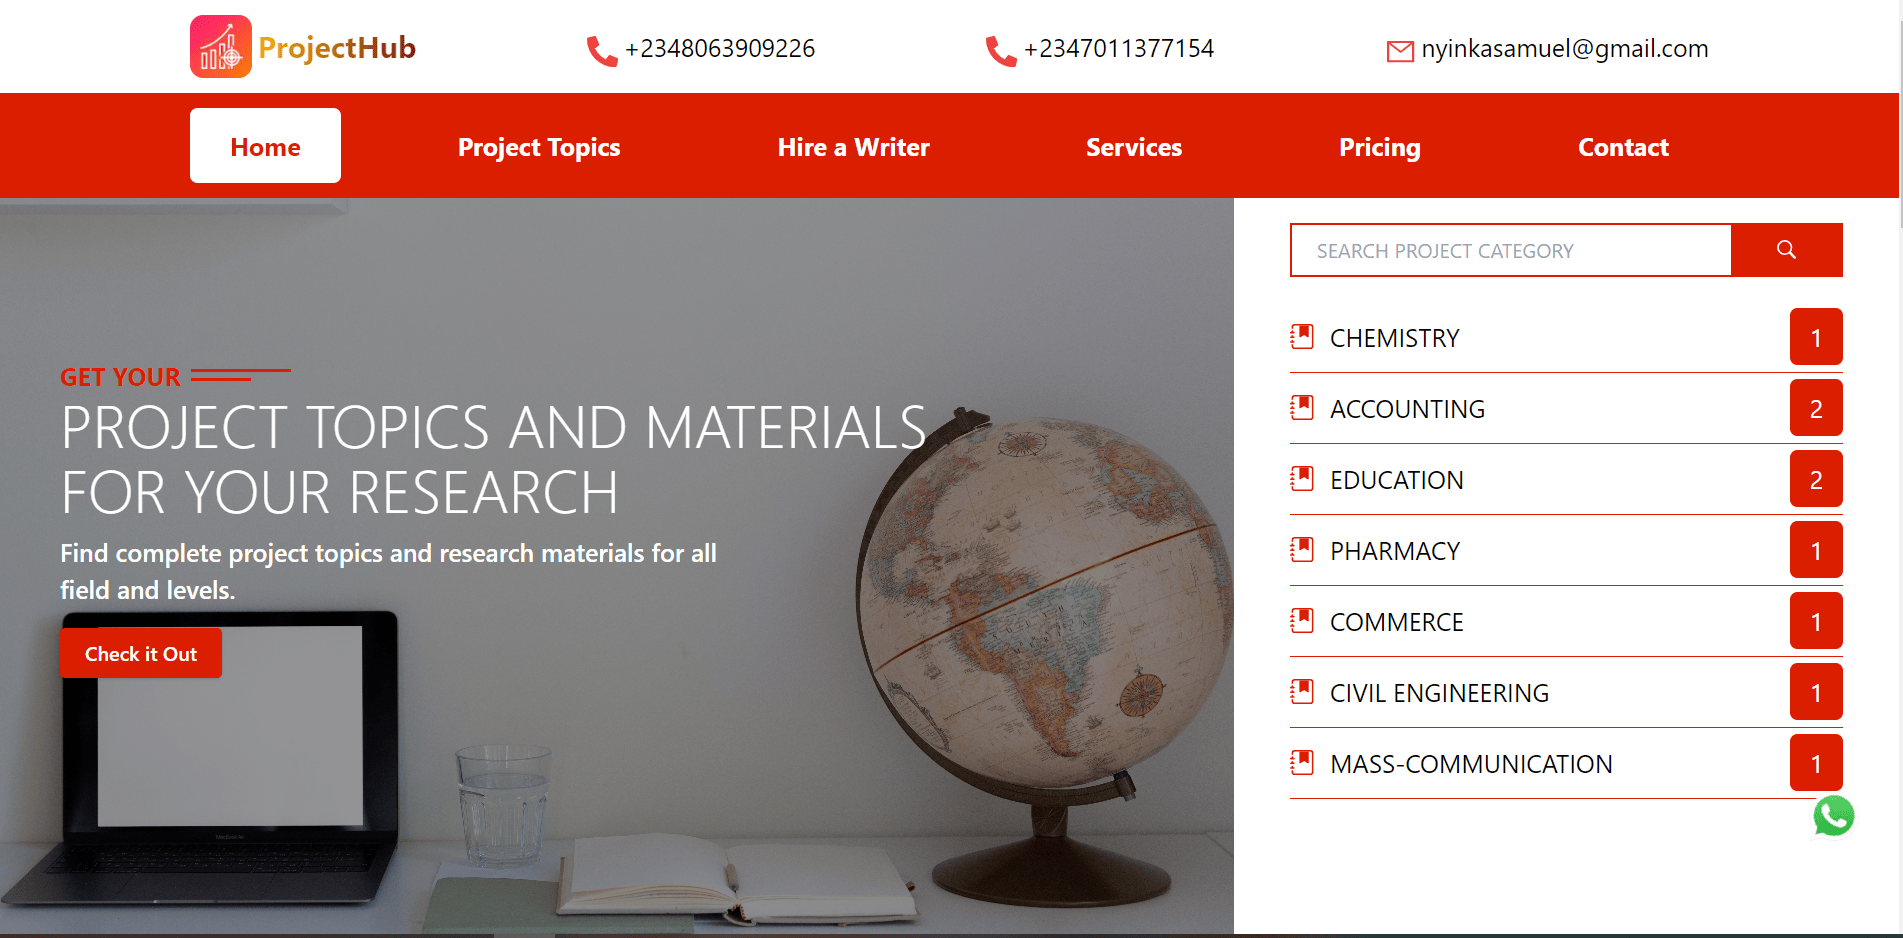 ProjectHub
+2348063909226
+2347011377154
nyinkasamuel@gmail.com
Home
Project Topics
Hire a Writer
Services
Pricing
Contact
GET YOUR
PROJECT TOPICS AND MATERIALS
FOR YOUR RESEARCH
Find complete project topics and research materials for all
field and levels.
Check it Out
SEARCH PROJECT CATEGORY
CHEMISTRY 1
ACCOUNTING 2
EDUCATION 2
PHARMACY 1
COMMERCE 1
CIVIL ENGINEERING 1
MASS-COMMUNICATION 1